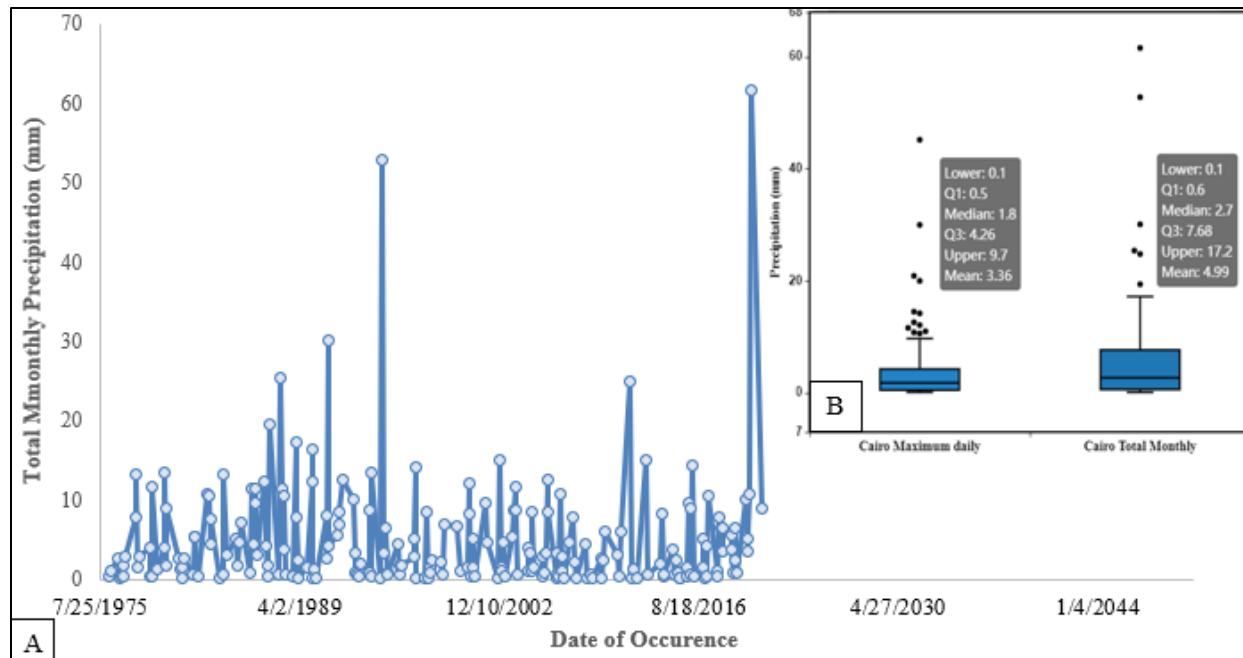 70
60
50
40
30
20
10
0
Total Mmonthly Precipitation (mm)
7/25/1975 4/2/1989 12/10/2002 8/18/2016 4/27/2030 1/4/2044
Date of Occurence
A
68
60
40
20
0
7
Precipitation (mm)
Lower: 0.1
Q1: 0.5
Median: 1.8
Q3: 4.26
Upper: 9.7
Mean: 3.36
Lower: 0.1
Q1: 0.6
Median: 2.7
Q3: 7.68
Upper: 17.2
Mean: 4.99
B
Cairo Maximum daily Cairo Total Monthly